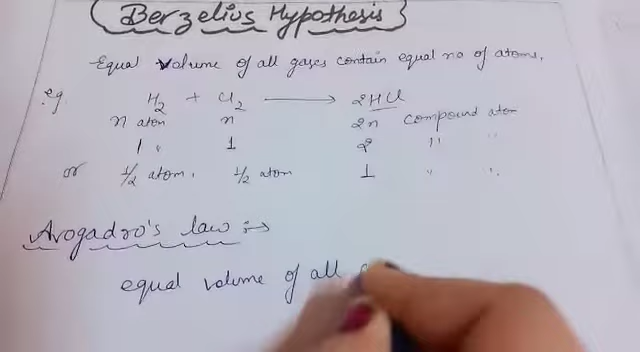 Berzelius Hypothesis
Equal Volume of all gases contain equal no of atoms.
eg. H2 + Cl2 → 2HCl
n atom n 2n compound atom
1 " 1 2 " "
or 1/2 atom. 1/2 atom 1 " "
Avogadro's law :→
equal volume of all